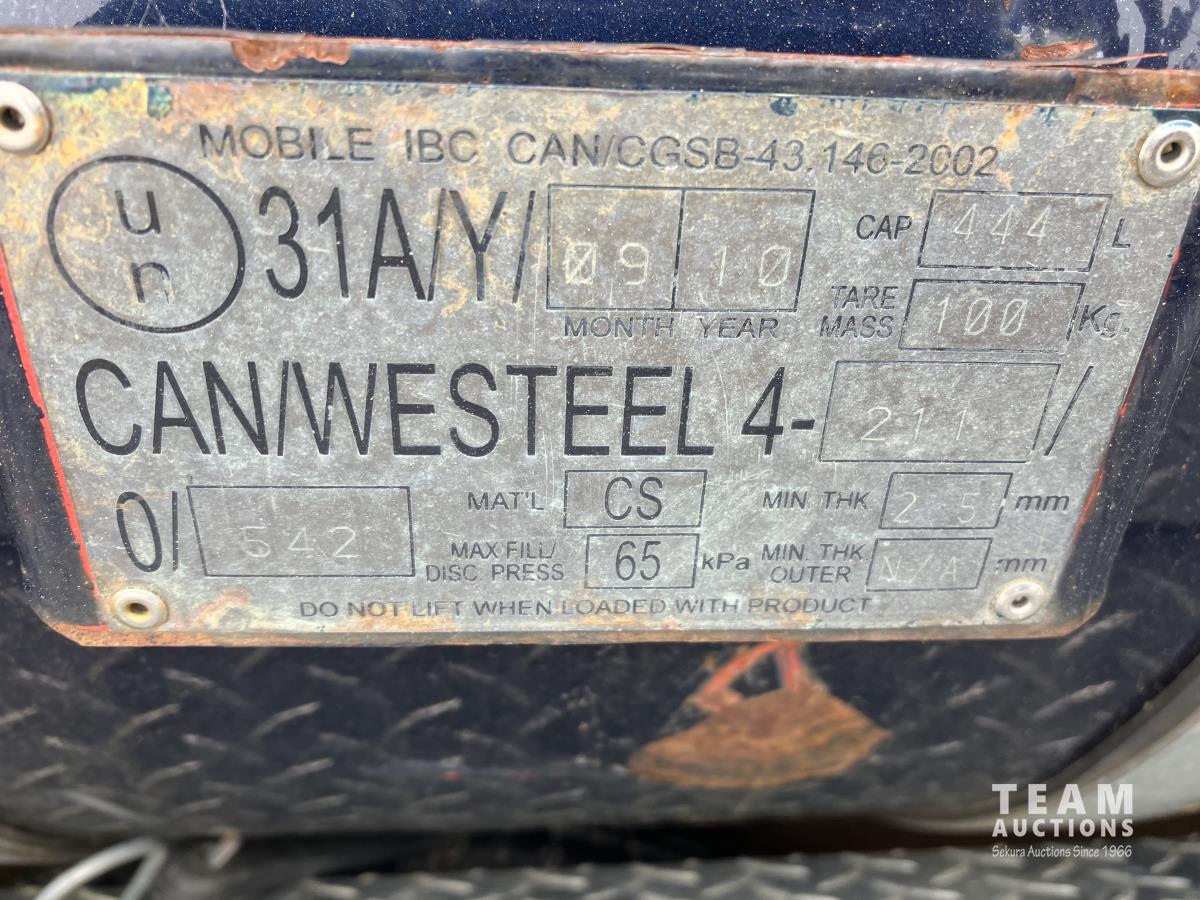 MOBILE IBC CAN/CGSB-43.146-2002
un 31A/Y/ 09 10 CAP 444 L
MONTH YEAR TARE MASS 100 Kg.
CAN/WESTEEL 4- 211 /
0/ 542 MAT'L CS MIN THK 2 5 mm
MAX FILL/ DISC. PRESS 65 kPa MIN. THK OUTER N/A mm
DO NOT LIFT WHEN LOADED WITH PRODUCT
TEAM
AUCTIONS
Sekura Auctions Since 1966